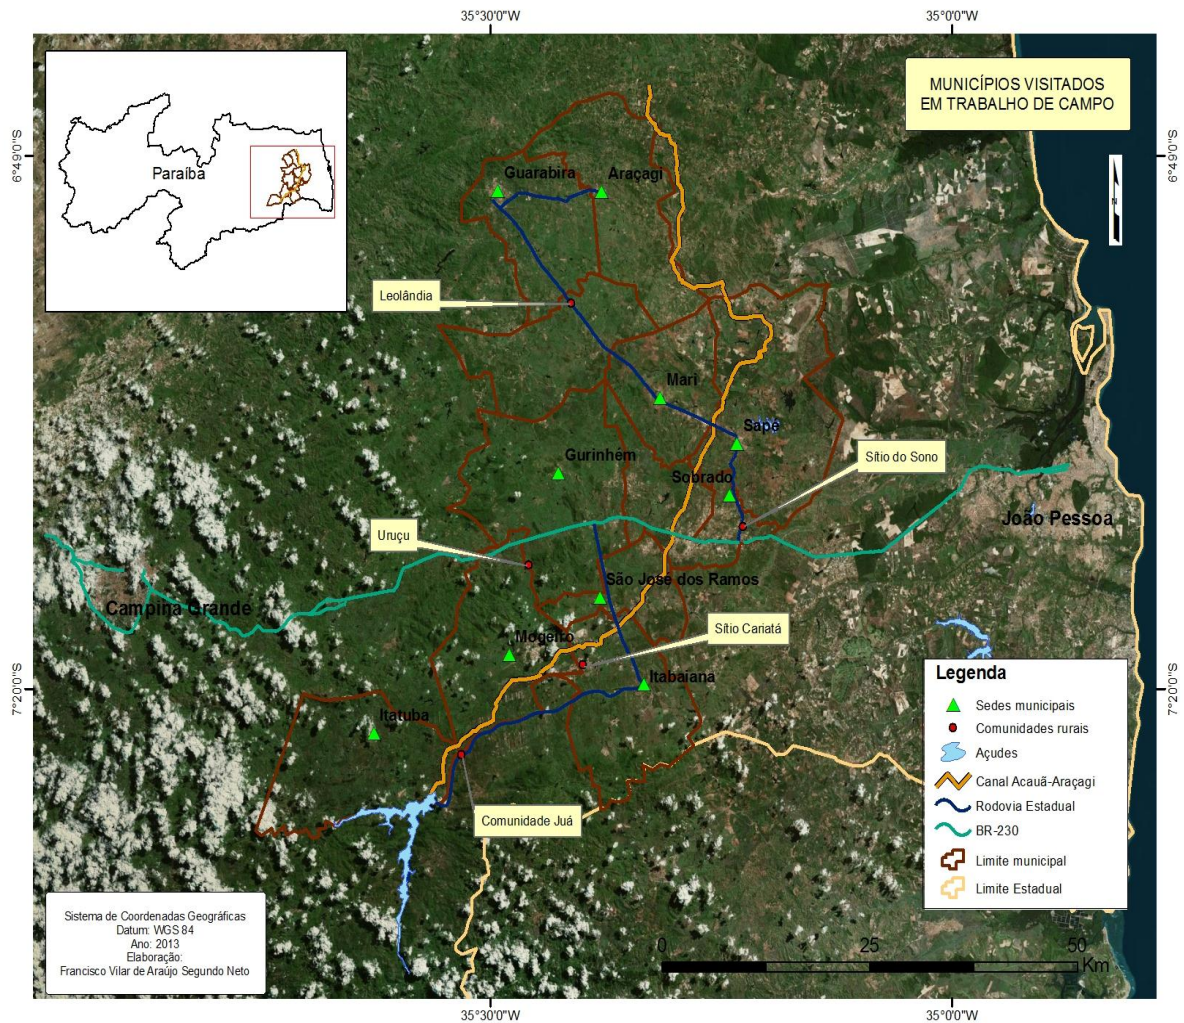 35°30'0"W
35°0'0"W
MUNICÍPIOS VISITADOS
EM TRABALHO DE CAMPO
6°49'0"S
6°49'0"S
Paraíba
N
Guarabira
Araçagi
Leolândia
Mari
Sapé
Gurinhém
Sobrado
Sítio do Sono
João Pessoa
Uruçu
São José dos Ramos
Campina Grande
Mogeiro
Sítio Cariatá
Itabaiana
7°20'0"S
7°20'0"S
Itatuba
Comunidade Juá
Legenda
Sedes municipais
Comunidades rurais
Açudes
Canal Acauã-Araçagi
Rodovia Estadual
BR-230
Limite municipal
Limite Estadual
Sistema de Coordenadas Geográficas
Datum: WGS 84
Ano: 2013
Elaboração:
Francisco Vilar de Araújo Segundo Neto
0 25 50
Km
35°30'0"W
35°0'0"W